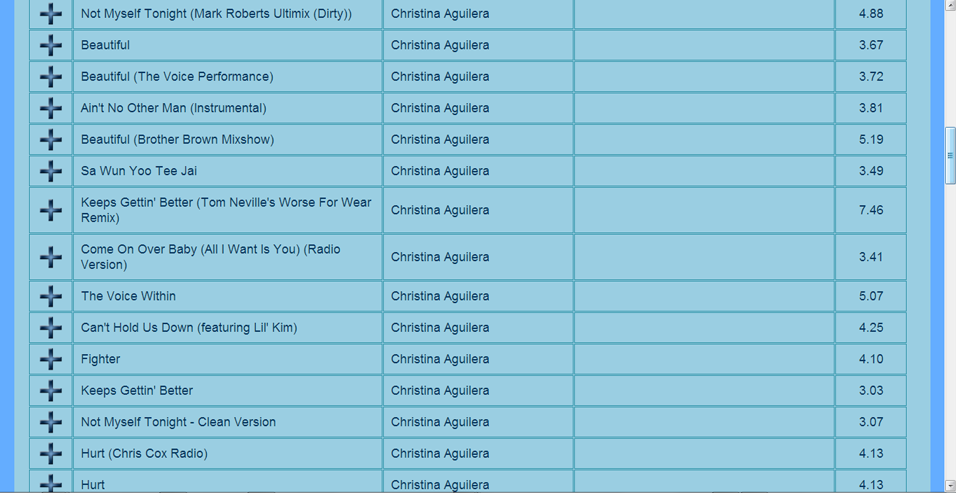 Not Myself Tonight (Mark Roberts Ultimix (Dirty)) Christina Aguilera 4.88
Beautiful Christina Aguilera 3.67
Beautiful (The Voice Performance) Christina Aguilera 3.72
Ain't No Other Man (Instrumental) Christina Aguilera 3.81
Beautiful (Brother Brown Mixshow) Christina Aguilera 5.19
Sa Wun Yoo Tee Jai Christina Aguilera 3.49
Keeps Gettin' Better (Tom Neville's Worse For Wear
Remix) Christina Aguilera 7.46
Come On Over Baby (All I Want Is You) (Radio
Version) Christina Aguilera 3.41
The Voice Within Christina Aguilera 5.07
Can't Hold Us Down (featuring Lil' Kim) Christina Aguilera 4.25
Fighter Christina Aguilera 4.10
Keeps Gettin' Better Christina Aguilera 3.03
Not Myself Tonight - Clean Version Christina Aguilera 3.07
Hurt (Chris Cox Radio) Christina Aguilera 4.13
Hurt Christina Aguilera 4.13